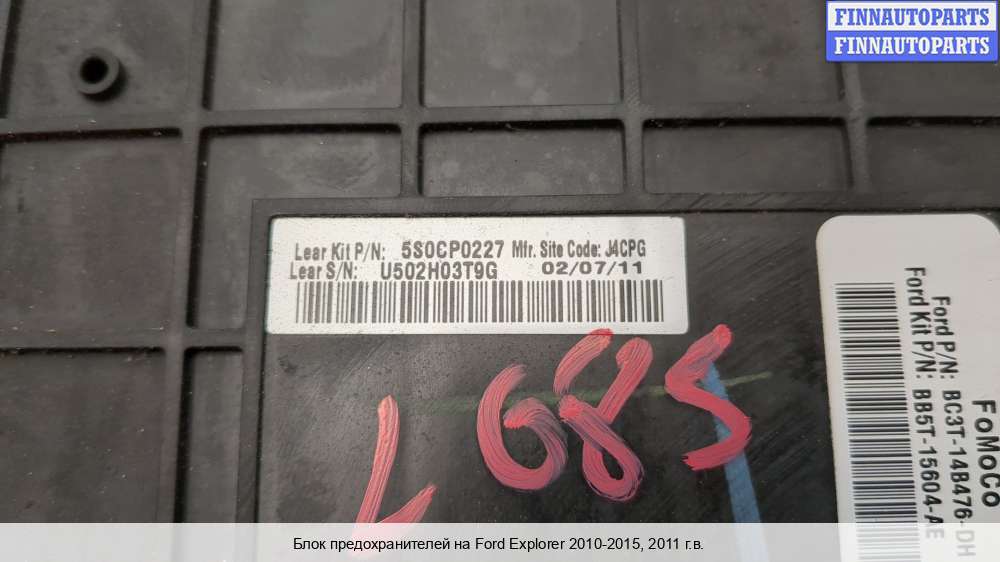 FINNAUTOPARTS
FINNAUTOPARTS
Lear Kit P/N: 5S0CP0227 Mfr. Site Code: J4CPG
Lear S/N: U502H03T9G 02/07/11
685
FoMoCo
Ford P/N: BC3T-14B476-DH
Ford Kit P/N: BB5T-15604-AE
Блок предохранителей на Ford Explorer 2010-2015, 2011 г.в.